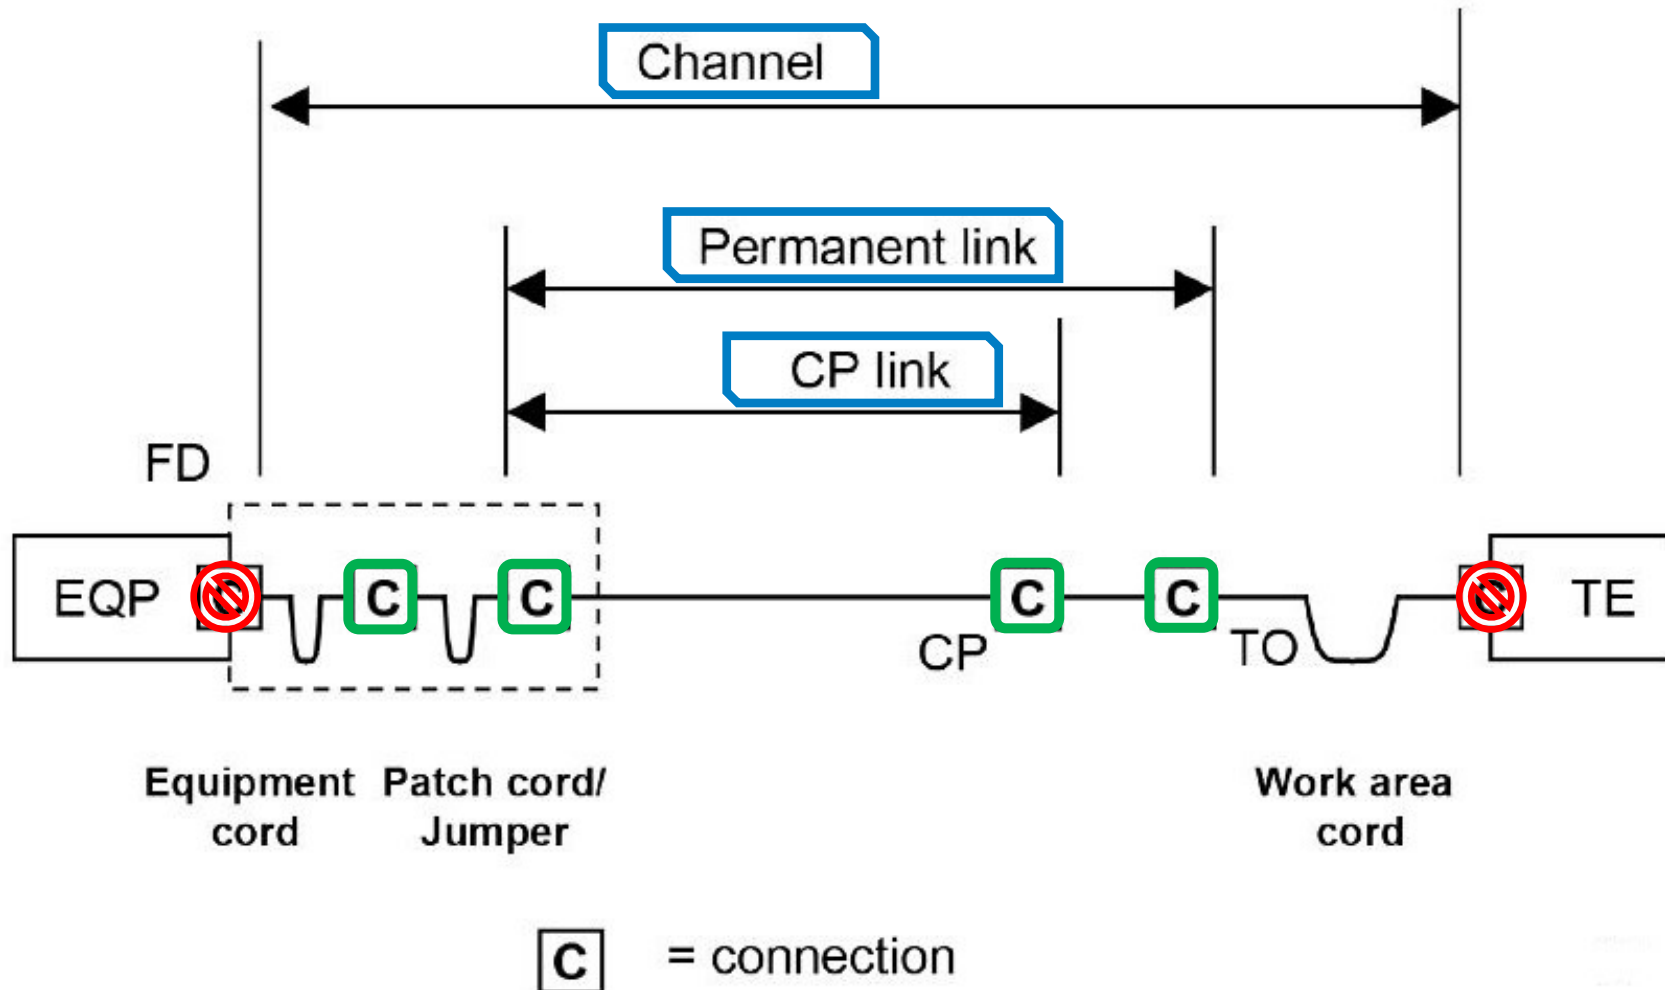 Channel
Permanent link
CP link
FD
EQP
C
C
C
C
TE
CP
TO
Equipment cord
Patch cord/
Jumper
Work area
cord
C = connection